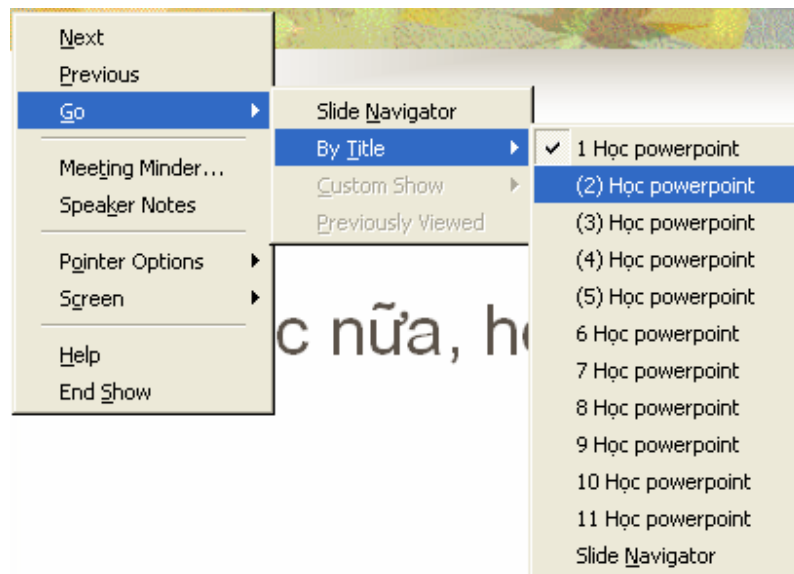 Next
Previous
Go
Meeting Minder...
Speaker Notes
Pointer Options
Screen
Help
End Show
Slide Navigator
By Title
Custom Show
Previously Viewed
1 Học powerpoint
(2) Học powerpoint
(3) Học powerpoint
(4) Học powerpoint
(5) Học powerpoint
6 Học powerpoint
7 Học powerpoint
8 Học powerpoint
9 Học powerpoint
10 Học powerpoint
11 Học powerpoint
Slide Navigator
c nữa, h